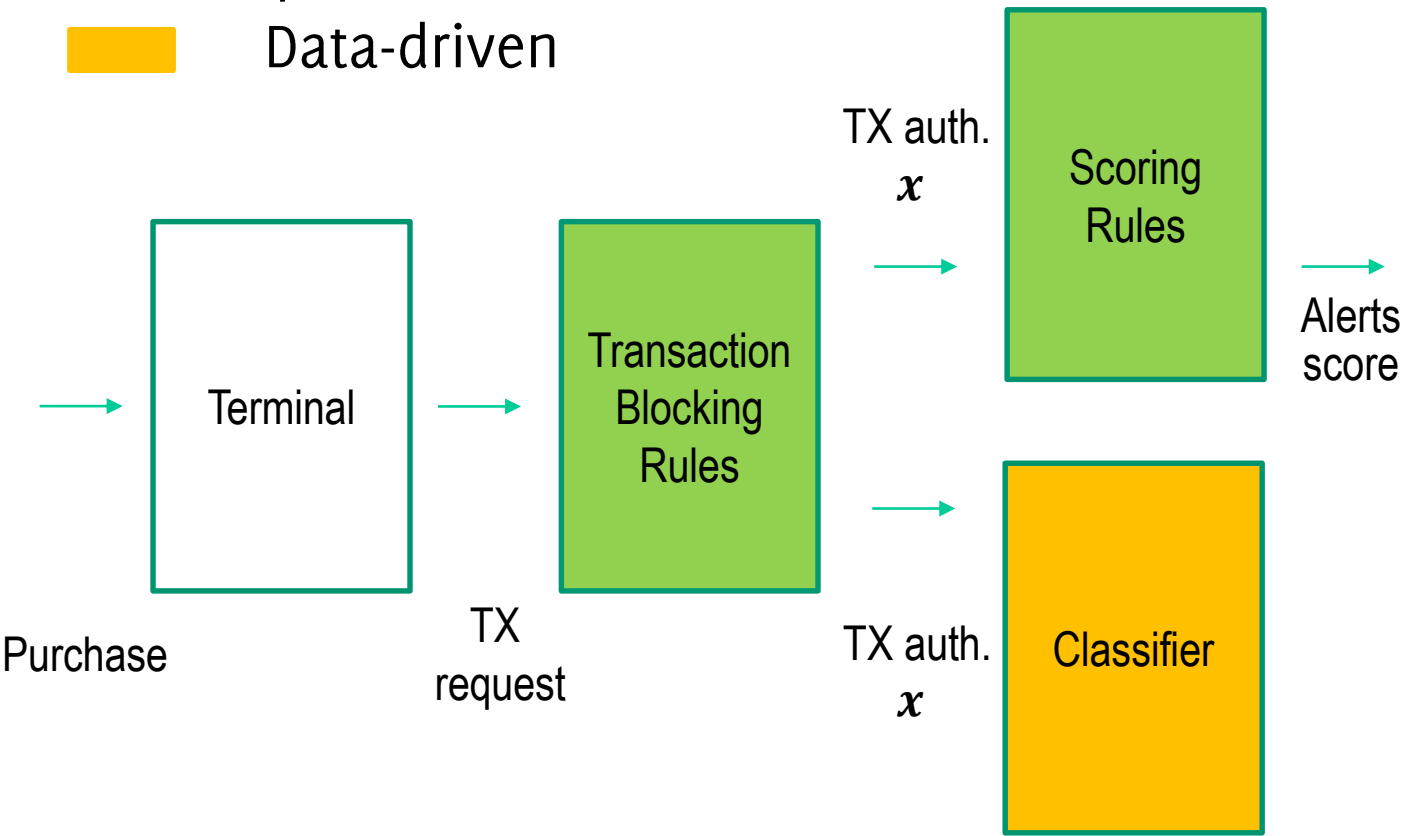 Data-driven
TX auth.
x
Scoring
Rules
Alerts
score
Terminal
Transaction
Blocking
Rules
Purchase
TX
request
TX auth.
x
Classifier